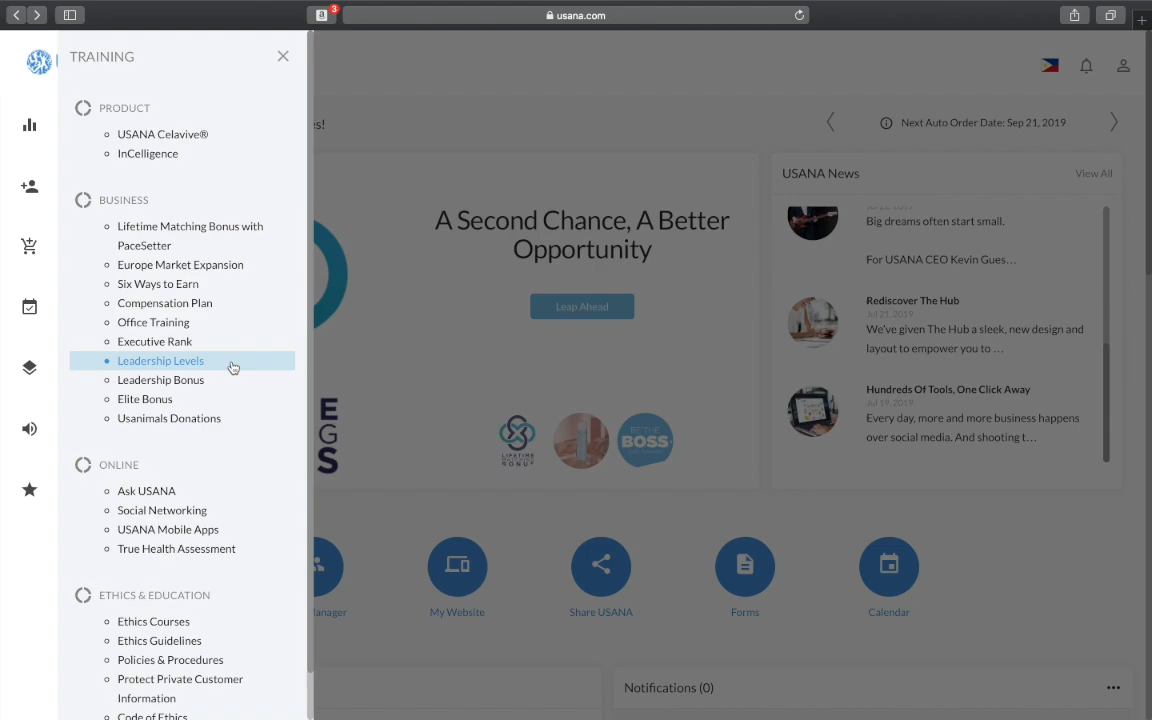 3
usana.com
TRAINING
PRODUCT
USANA Celavive®
InCelligence
BUSINESS
Lifetime Matching Bonus with
PaceSetter
Europe Market Expansion
Six Ways to Earn
Compensation Plan
Office Training
Executive Rank
Leadership Levels
Leadership Bonus
Elite Bonus
Usanimals Donations
ONLINE
Ask USANA
Social Networking
USANA Mobile Apps
True Health Assessment
ETHICS & EDUCATION
Ethics Courses
Ethics Guidelines
Policies & Procedures
Protect Private Customer
Information
Code of Ethics
Next Auto Order Date: Sep 21, 2019
A Second Chance, A Better
Opportunity
Leap Ahead
LIFETIME
MATCHING
BONUS
BE THE
BOSS
USANA News
View All
Big dreams often start small.
For USANA CEO Kevin Gues...
Rediscover The Hub
Jul 21, 2019
We've given The Hub a sleek, new design and
layout to empower you to ...
Hundreds Of Tools, One Click Away
Jul 19, 2019
Every day, more and more business happens
over social media. And shooting t...
My Website
Share USANA
Forms
Calendar
Notifications (0)